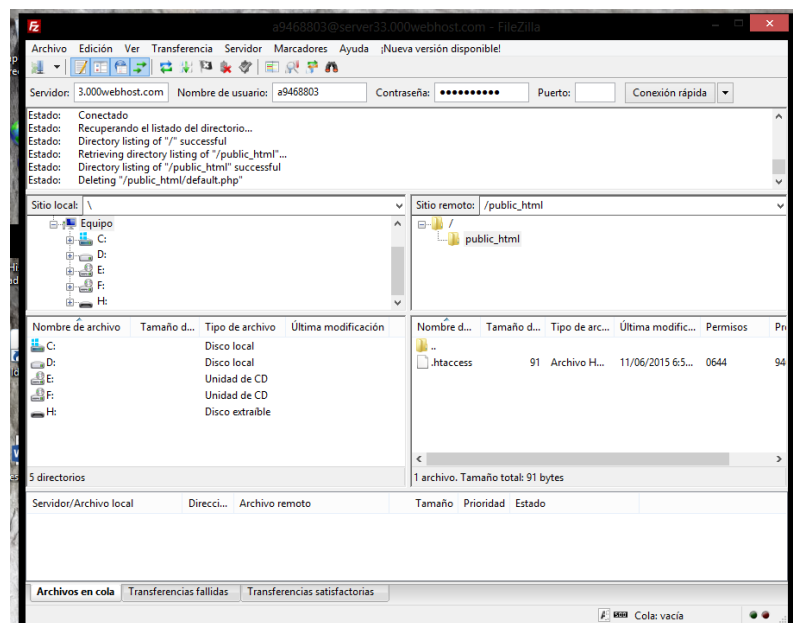 a9468803@server33.000webhost.com - FileZilla
Archivo Edición Ver Transferencia Servidor Marcadores Ayuda ¡Nueva versión disponible!
Servidor: 3.000webhost.com Nombre de usuario: a9468803 Contraseña: ●●●●●●●●●● Puerto: Conexión rápida
Estado: Conectado
Estado: Recuperando el listado del directorio...
Estado: Directory listing of "/" successful
Estado: Retrieving directory listing of "/public_html"...
Estado: Directory listing of "/public_html" successful
Estado: Deleting "/public_html/default.php"
Sitio local: \ Sitio remoto: /public_html
Equipo /
C: public_html
D:
E:
F:
H:
Nombre de archivo Tamaño d... Tipo de archivo Última modificación Nombre d... Tamaño d... Tipo de arc... Última modific... Permisos
C: Disco local ..
D: Disco local .htaccess 91 Archivo H... 11/06/2015 6:5... 0644 94
E: Unidad de CD
F: Unidad de CD
H: Disco extraíble
5 directorios 1 archivo. Tamaño total: 91 bytes
Servidor/Archivo local Direcci... Archivo remoto Tamaño Prioridad Estado
Archivos en cola Transferencias fallidas Transferencias satisfactorias
Cola: vacía